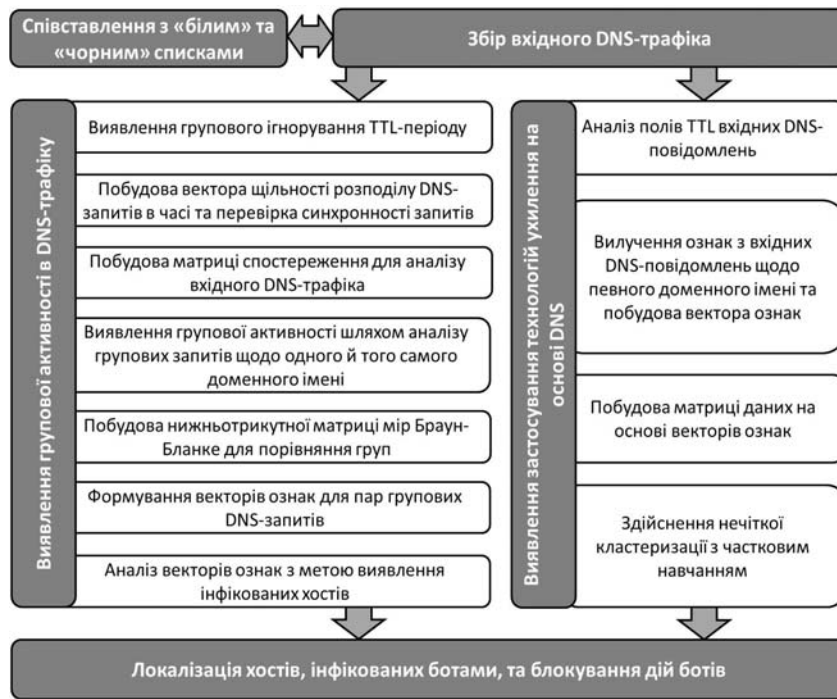 Співставлення з «білим» та
«чорним» списками
Збір вхідного DNS-трафіка
Виявлення групової активності в DNS-трафіку
Виявлення групового ігнорування TTL-періоду
Побудова вектора щільності розподілу DNS-
запитів в часі та перевірка синхронності запитів
Побудова матриці спостереження для аналізу
вхідного DNS-трафіка
Виявлення групової активності шляхом аналізу
групових запитів щодо одного й того самого
доменного імені
Побудова нижньотрикутної матриці мір Браун-
Бланке для порівняння груп
Формування векторів ознак для пар групових
DNS-запитів
Аналіз векторів ознак з метою виявлення
інфікованих хостів
Виявлення застосування технологій ухилення на
основі DNS
Аналіз полів TTL вхідних DNS-
повідомлень
Вилучення ознак з вхідних
DNS-повідомлень щодо
певного доменного імені та
побудова вектора ознак
Побудова матриці даних на
основі векторів ознак
Здійснення нечіткої
кластеризації з частковим
навчанням
Локалізація хостів, інфікованих ботами, та блокування дій ботів